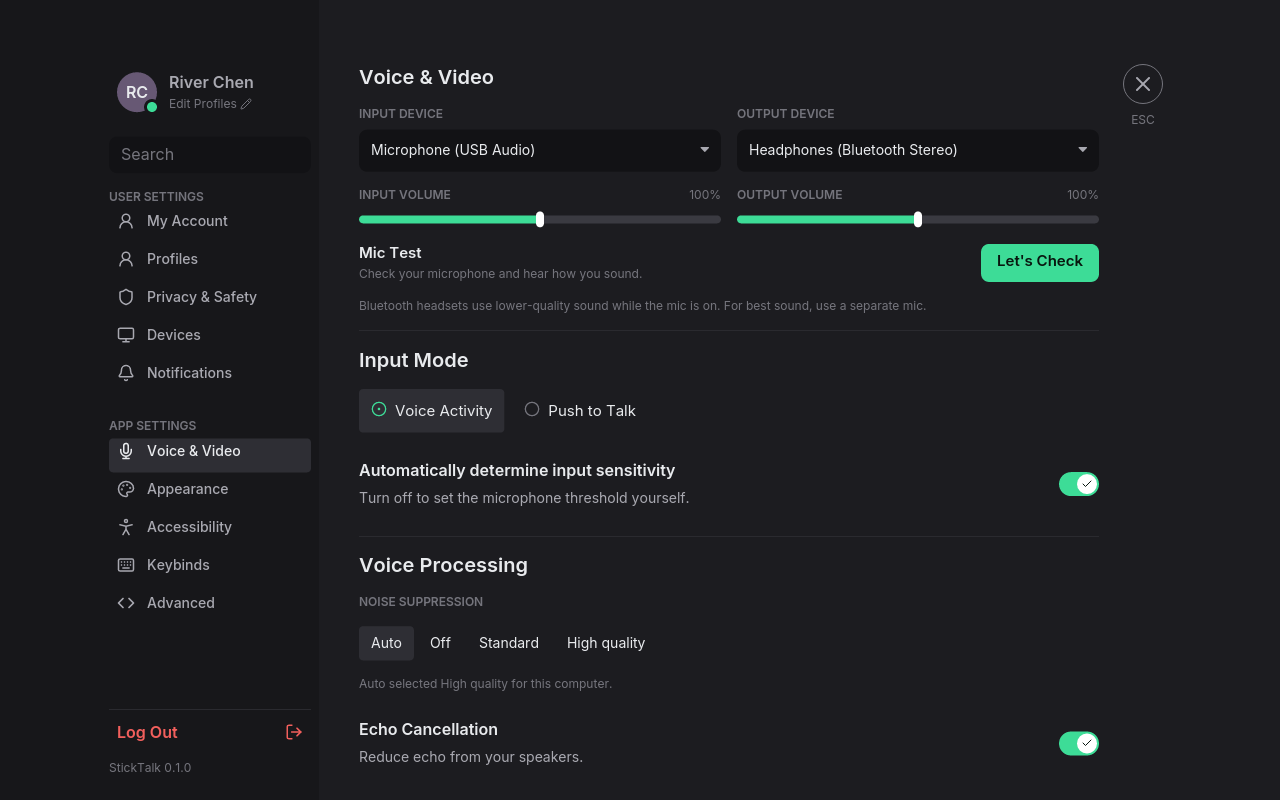 RC
River Chen
Edit Profiles
Search
USER SETTINGS
My Account
Profiles
Privacy & Safety
Devices
Notifications
APP SETTINGS
Voice & Video
Appearance
Accessibility
Keybinds
Advanced
Log Out
StickTalk 0.1.0
Voice & Video
INPUT DEVICE
Microphone (USB Audio)
OUTPUT DEVICE
Headphones (Bluetooth Stereo)
INPUT VOLUME 100%
OUTPUT VOLUME 100%
Mic Test
Check your microphone and hear how you sound.
Let's Check
Bluetooth headsets use lower-quality sound while the mic is on. For best sound, use a separate mic.
Input Mode
Voice Activity
Push to Talk
Automatically determine input sensitivity
Turn off to set the microphone threshold yourself.
Voice Processing
NOISE SUPPRESSION
Auto Off Standard High quality
Auto selected High quality for this computer.
Echo Cancellation
Reduce echo from your speakers.
ESC